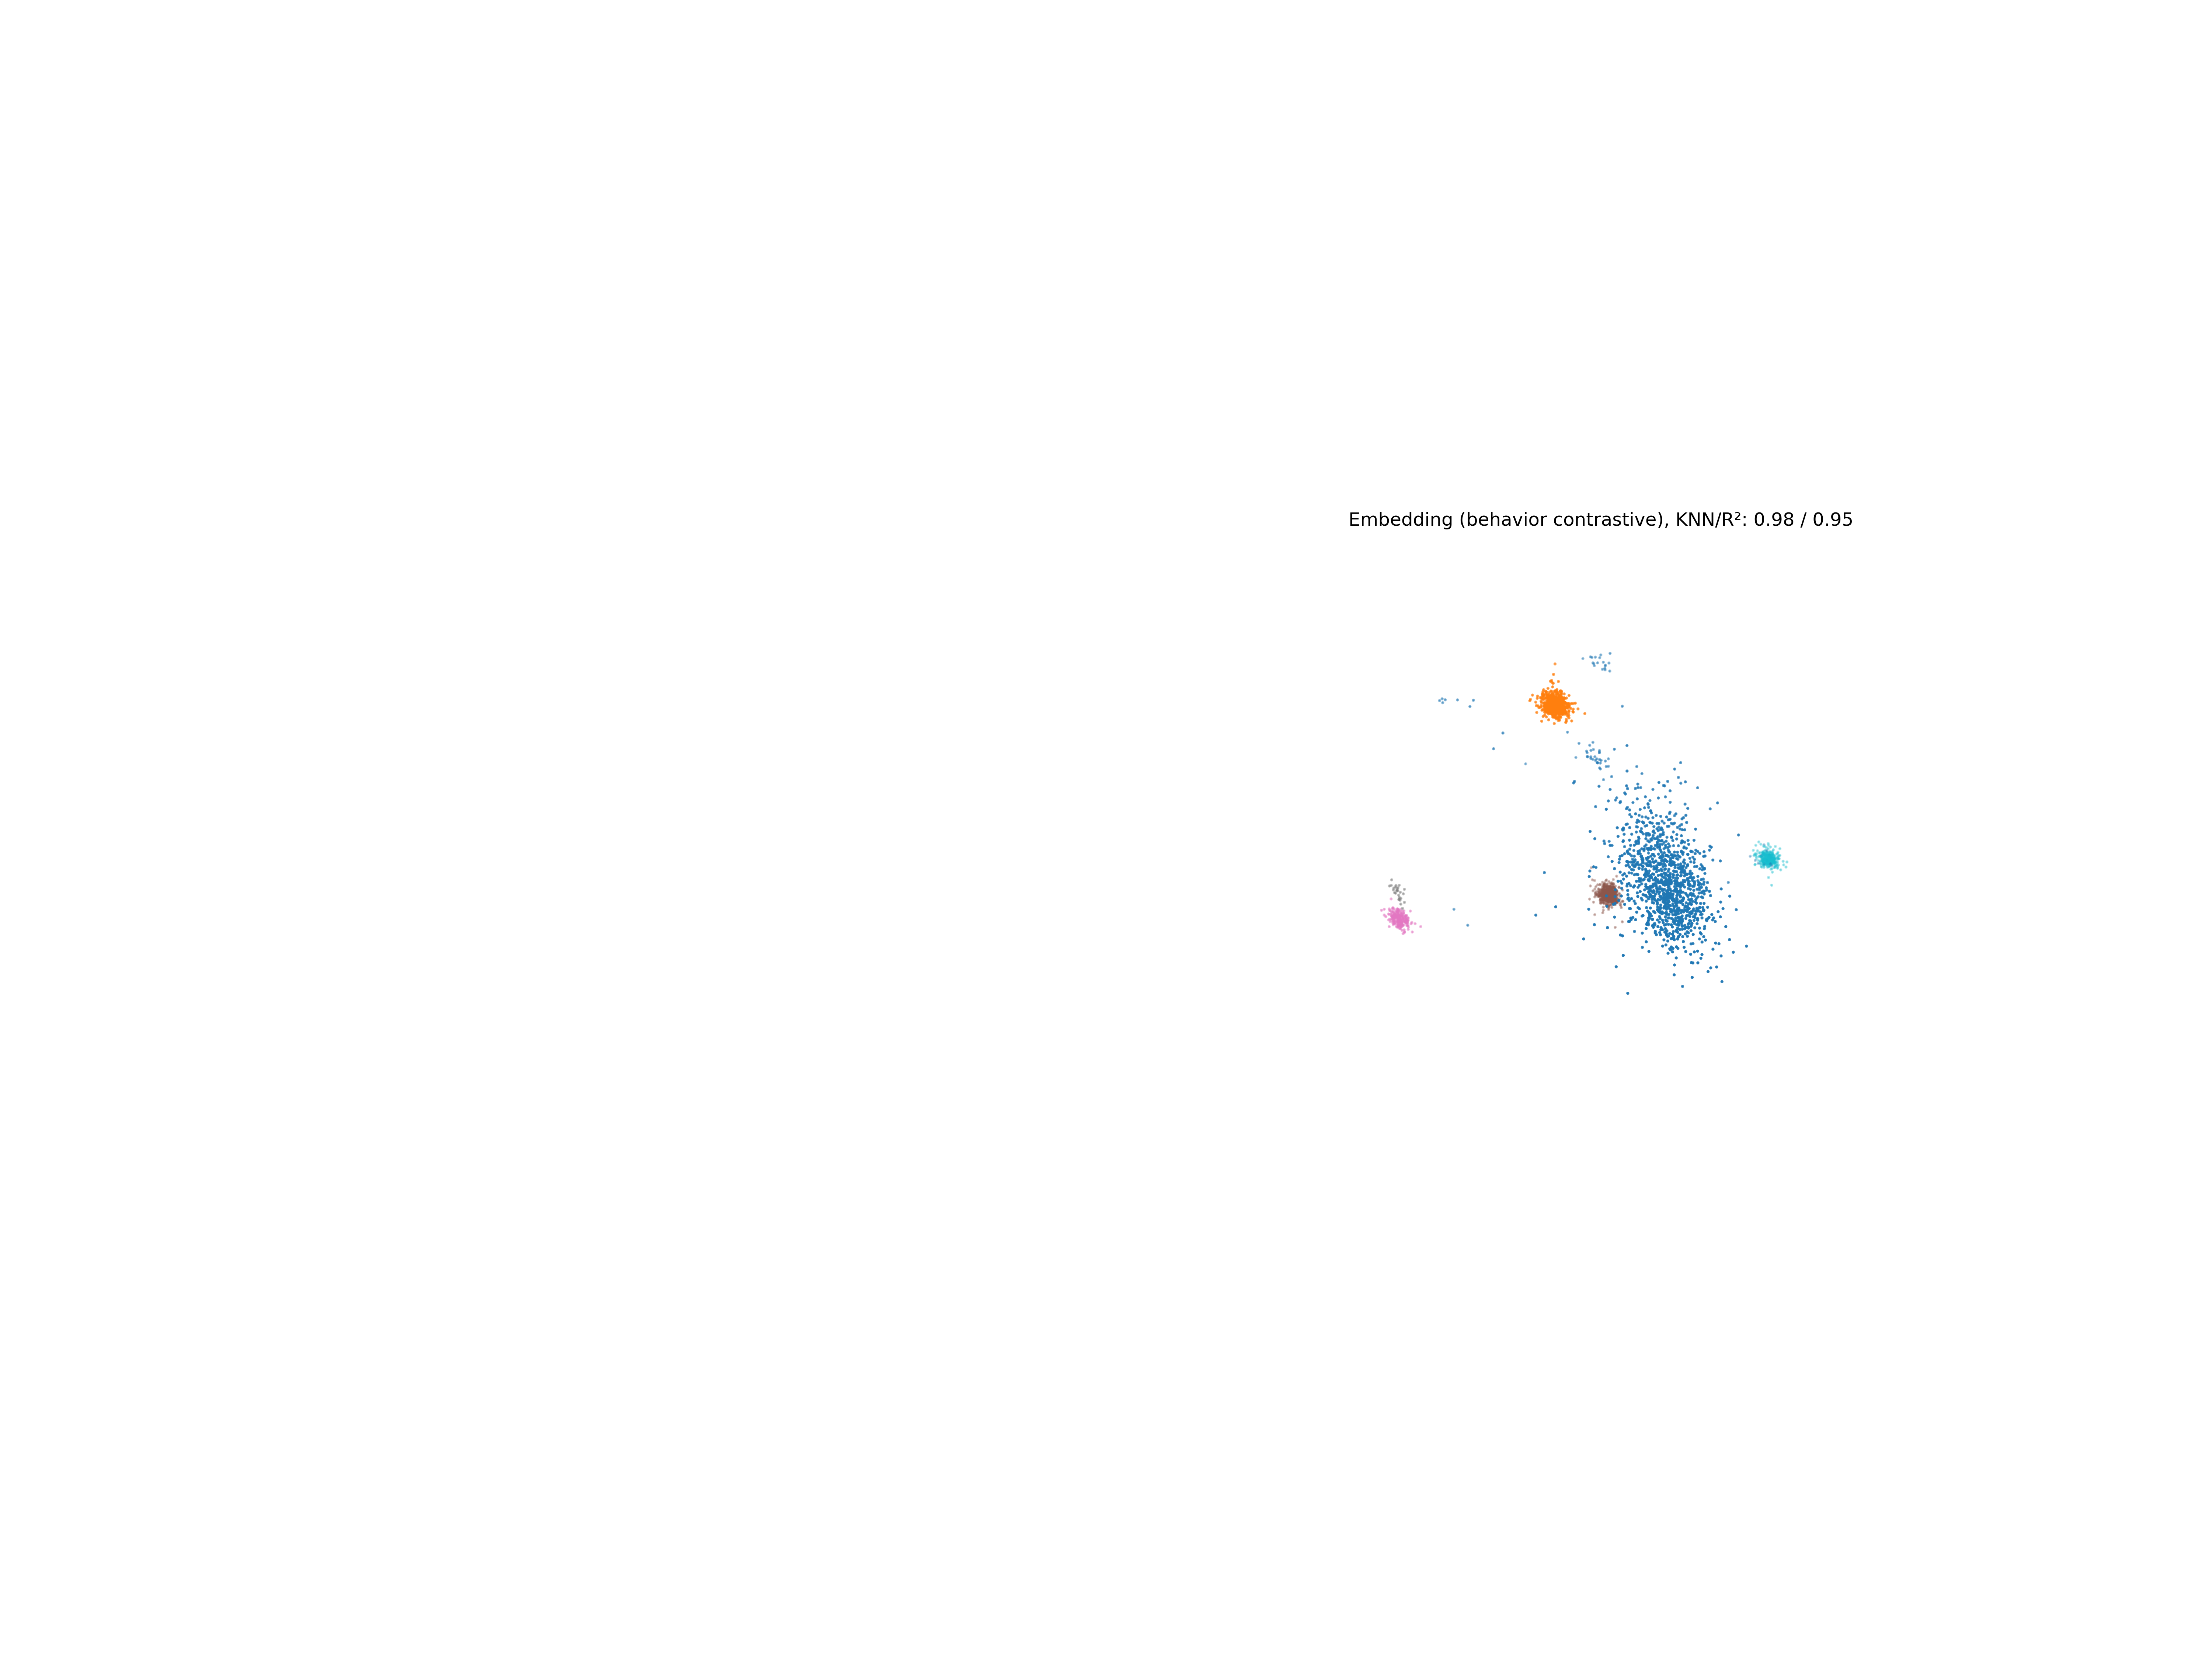 Embedding (behavior contrastive), KNN/R²: 0.98 / 0.95